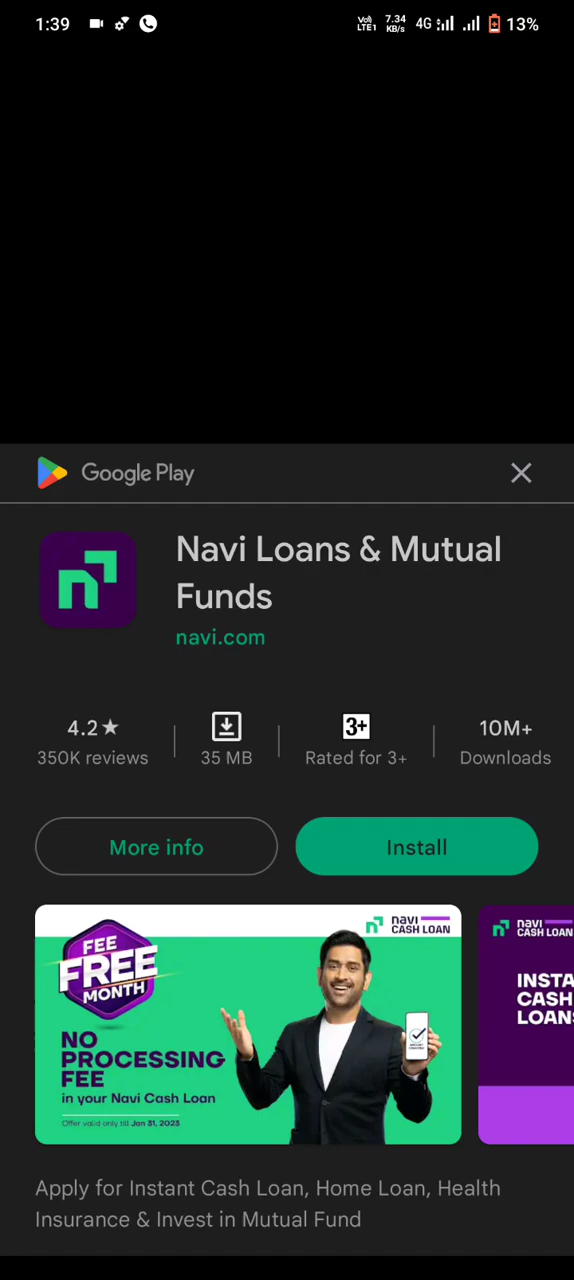 1:39
Vo) LTE1 7.34 KB/s 4G 13%
Google Play
Navi Loans & Mutual
Funds
navi.com
4.2★ 3+ 10M+
350K reviews 35 MB Rated for 3+ Downloads
More info Install
navi
CASH LOAN
FEE
FREE
MONTH
NO
PROCESSING
FEE
in your Navi Cash Loan
Offer valid only till Jan 31, 2023
navi
CASH LOAN
INSTA
CASH
LOAN
Apply for Instant Cash Loan, Home Loan, Health
Insurance & Invest in Mutual Fund